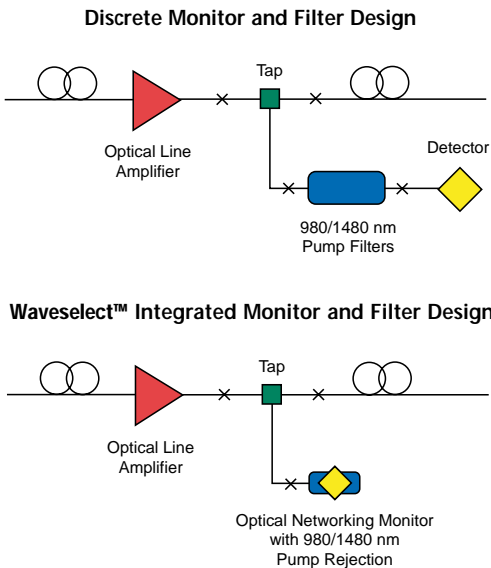 Discrete Monitor and Filter Design
Tap
Optical Line
Amplifier
Detector
980/1480 nm
Pump Filters
Waveselect™ Integrated Monitor and Filter Design
Tap
Optical Line
Amplifier
Optical Networking Monitor
with 980/1480 nm
Pump Rejection